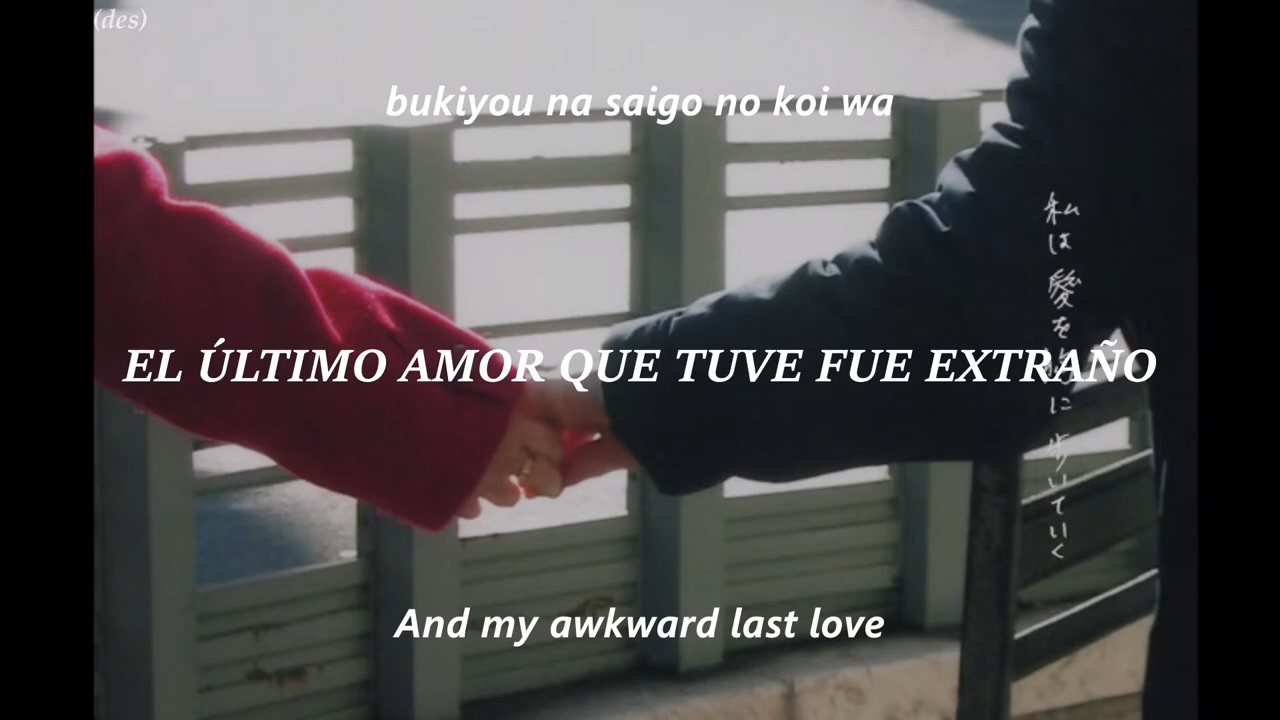 (des)
bukiyou na saigo no koi wa
私は愛を
に歩いていく
EL ÚLTIMO AMOR QUE TUVE FUE EXTRAÑO
And my awkward last love